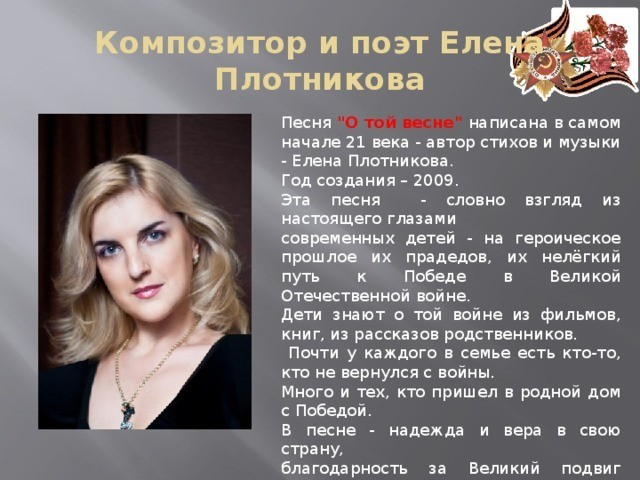 Композитор и поэт Елена
Плотникова
Песня "О той весне" написана в самом
начале 21 века - автор стихов и музыки
- Елена Плотникова.
Год создания – 2009.
Эта песня - словно взгляд из
настоящего глазами
современных детей - на героическое
прошлое их прадедов, их нелёгкий
путь к Победе в Великой
Отечественной войне.
Дети знают о той войне из фильмов,
книг, из рассказов родственников.
Почти у каждого в семье есть кто-то,
кто не вернулся с войны.
Много и тех, кто пришел в родной дом
с Победой.
В песне - надежда и вера в свою
страну,
благодарность за Великий подвиг